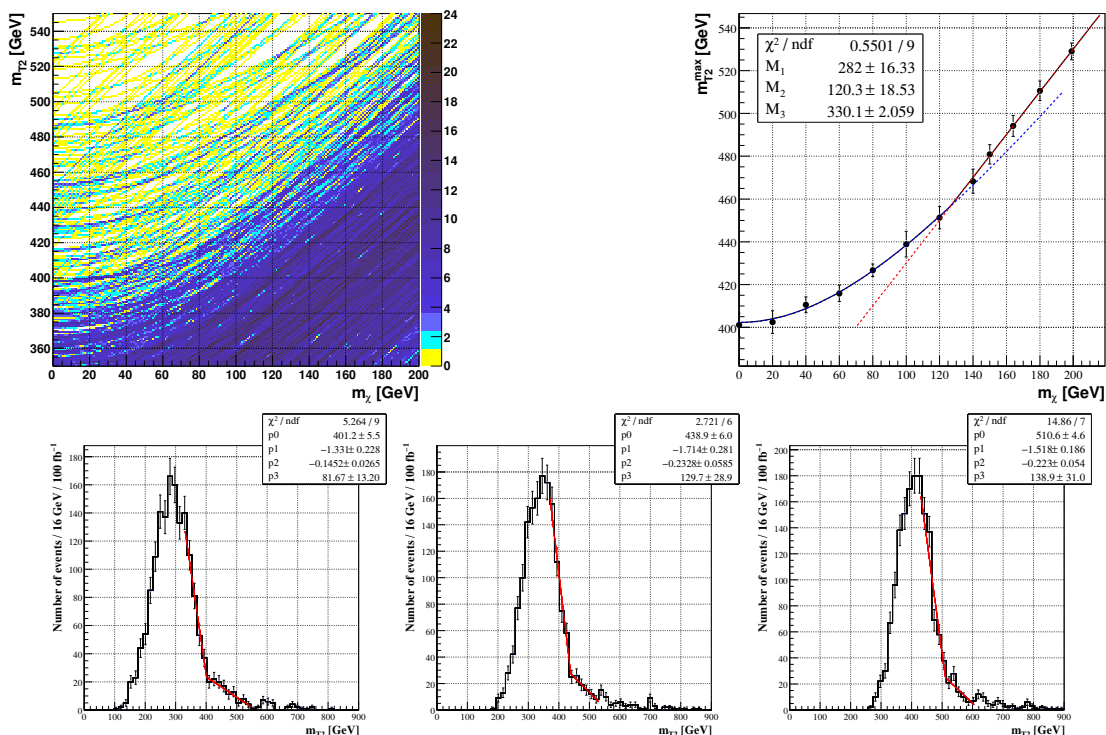 m_T2 [GeV]
550
500
450
400
350
0 20 40 60 80 100 120 140 160 180 200
m_χ [GeV]
24
22
20
18
16
14
12
10
8
6
4
2
0
m_T2^max [GeV]
540
520
500
480
460
440
420
400
0 20 40 60 80 100 120 140 160 180 200
m_χ [GeV]
χ² / ndf 0.5501 / 9
M₁ 282 ± 16.33
M₂ 120.3 ± 18.53
M₃ 330.1 ± 2.059
χ² / ndf 5.264 / 9
p0 401.2 ± 5.5
p1 −1.331± 0.228
p2 −0.1452± 0.0265
p3 81.67 ± 13.20
Number of events / 16 GeV / 100 fb⁻¹
180
160
140
120
100
80
60
40
20
0
0 100 200 300 400 500 600 700 800 900
m_T2 [GeV]
χ² / ndf 2.721 / 6
p0 438.9 ± 6.0
p1 −1.714± 0.281
p2 −0.2328± 0.0585
p3 129.7 ± 28.9
Number of events / 16 GeV / 100 fb⁻¹
180
160
140
120
100
80
60
40
20
0
0 100 200 300 400 500 600 700 800 900
m_T2 [GeV]
χ² / ndf 14.86 / 7
p0 510.6 ± 4.6
p1 −1.518± 0.186
p2 −0.223± 0.054
p3 138.9 ± 31.0
Number of events / 16 GeV / 100 fb⁻¹
200
180
160
140
120
100
80
60
40
20
0
0 100 200 300 400 500 600 700 800 900
m_T2 [GeV]